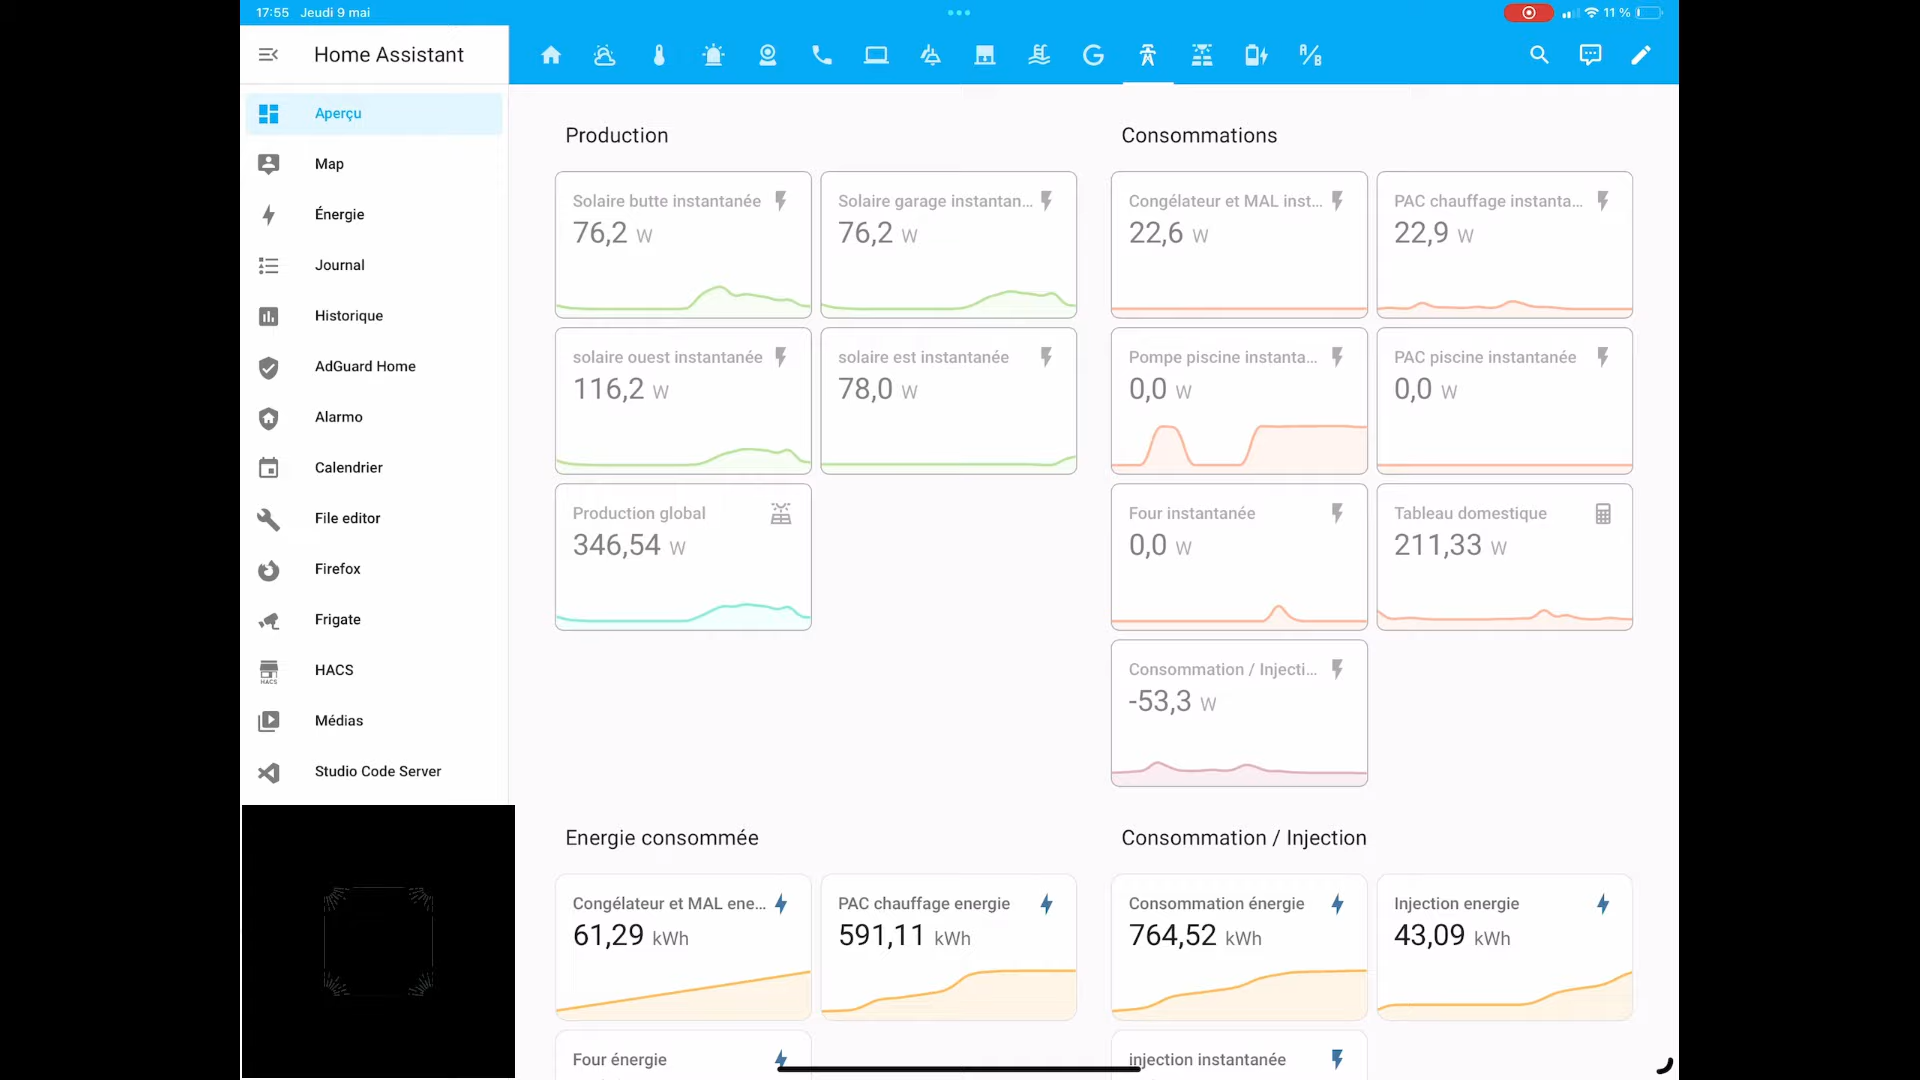 17:55 Jeudi 9 mai
11 %
Home Assistant
Aperçu
Map
Énergie
Journal
Historique
AdGuard Home
Alarmo
Calendrier
File editor
Firefox
Frigate
HACS
HACS
Médias
Studio Code Server
A/B
Production
Solaire butte instantanée
76,2 W
Solaire garage instantan...
76,2 W
solaire ouest instantanée
116,2 W
solaire est instantanée
78,0 W
Production global
346,54 W
Consommations
Congélateur et MAL inst...
22,6 W
PAC chauffage instanta...
22,9 W
Pompe piscine instanta...
0,0 W
PAC piscine instantanée
0,0 W
Four instantanée
0,0 W
Tableau domestique
211,33 W
Consommation / Injecti...
-53,3 W
Energie consommée
Congélateur et MAL ene...
61,29 kWh
PAC chauffage energie
591,11 kWh
Four énergie
Consommation / Injection
Consommation énergie
764,52 kWh
Injection energie
43,09 kWh
injection instantanée